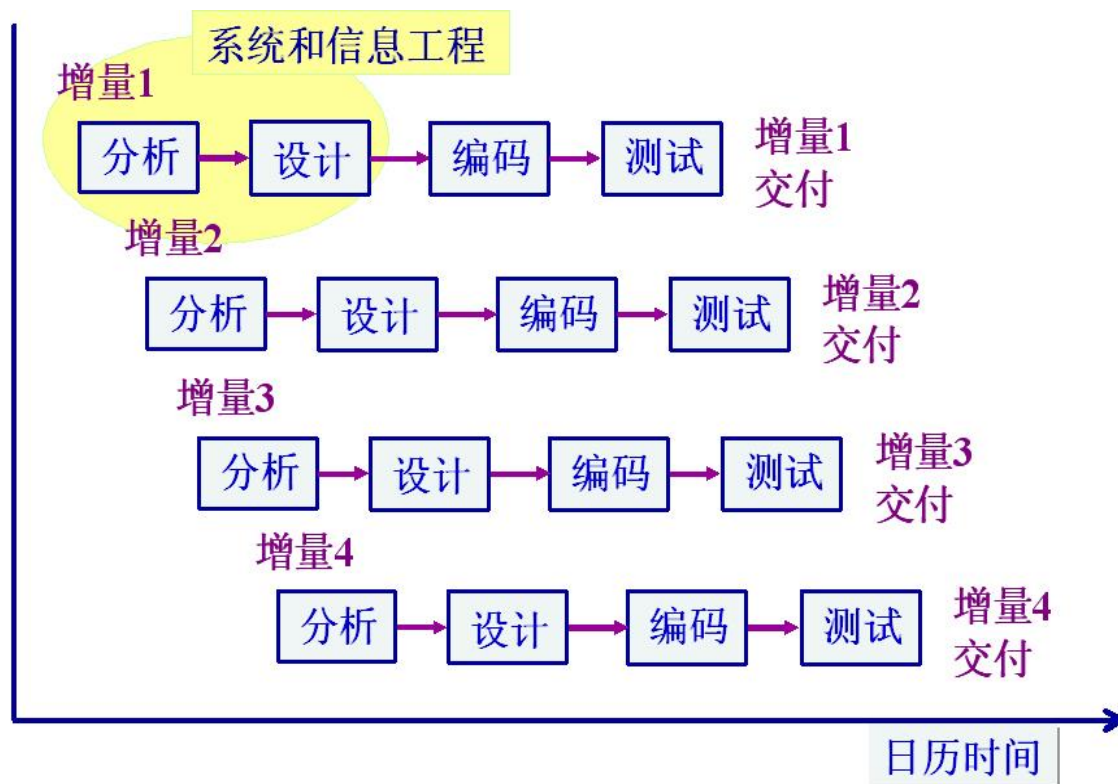 系统和信息工程
增量1
分析 设计 编码 测试 增量1
交付
增量2
分析 设计 编码 测试 增量2
交付
增量3
分析 设计 编码 测试 增量3
交付
增量4
分析 设计 编码 测试 增量4
交付
日历时间